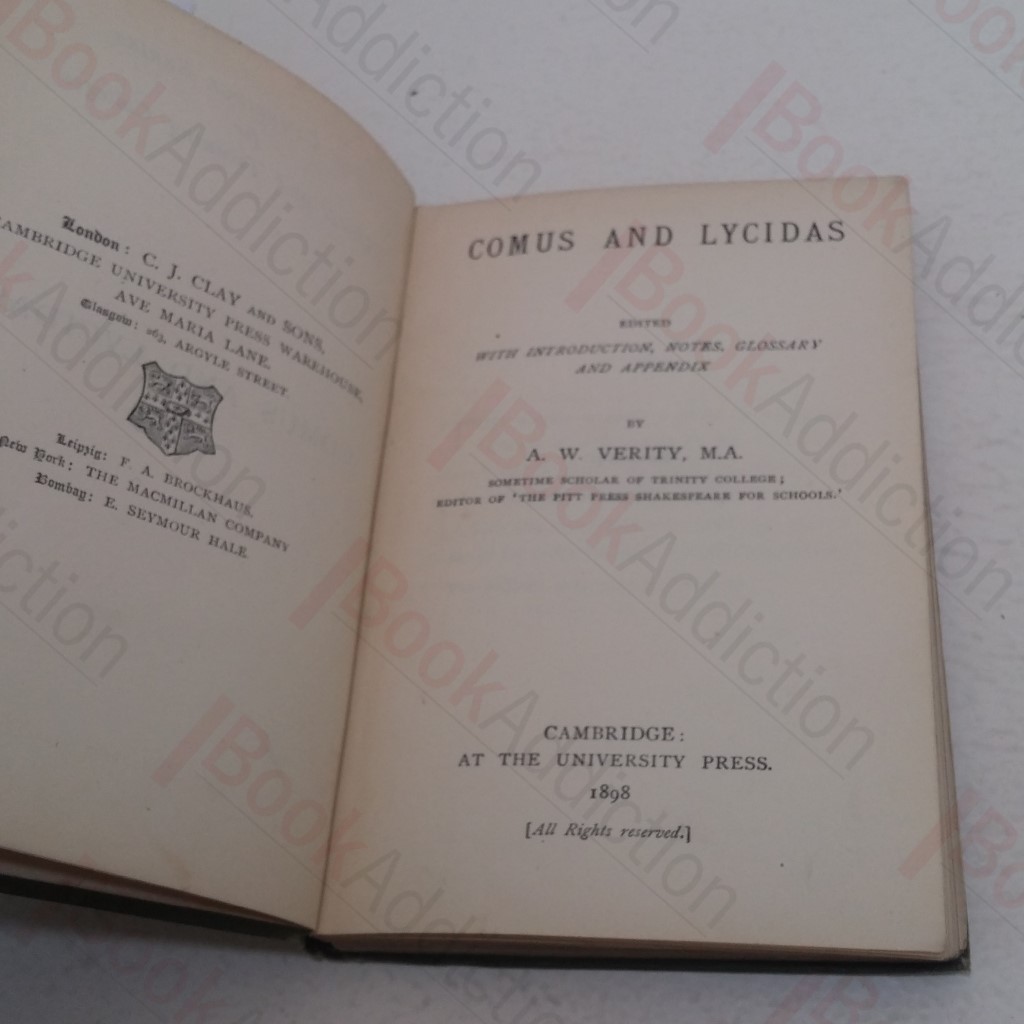 London: C. J. CLAY AND SONS,
CAMBRIDGE UNIVERSITY PRESS WAREHOUSE,
AVE MARIA LANE.
Glasgow: 263, ARGYLE STREET.
Leipzig: F. A. BROCKHAUS.
New York: THE MACMILLAN COMPANY
Bombay: E. SEYMOUR HALE
COMUS AND LYCIDAS
EDITED
WITH INTRODUCTION, NOTES, GLOSSARY
AND APPENDIX
BY
A. W. VERITY, M.A.
SOMETIME SCHOLAR OF TRINITY COLLEGE;
EDITOR OF 'THE PITT PRESS SHAKESPEARE FOR SCHOOLS.'
CAMBRIDGE:
AT THE UNIVERSITY PRESS.
1898
[All Rights reserved.]
BookAddiction